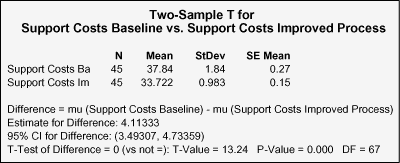 Two-Sample T for
Support Costs Baseline vs. Support Costs Improved Process
N Mean StDev SE Mean
Support Costs Ba 45 37.84 1.84 0.27
Support Costs Im 45 33.722 0.983 0.15
Difference = mu (Support Costs Baseline) - mu (Support Costs Improved Process)
Estimate for Difference: 4.11333
95% CI for Difference: (3.49307, 4.73359)
T-Test of Difference = 0 (vs not =): T-Value = 13.24 P-Value = 0.000 DF = 67